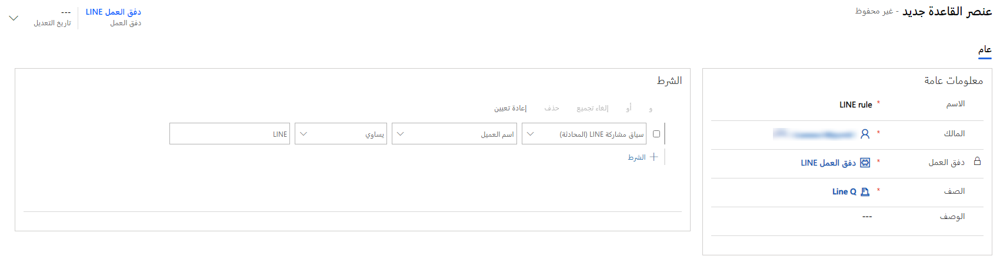 عنصر القاعدة جديد - غير محفوظ
دفق العمل LINE
دفق العمل
---
تاريخ التعديل
عام
معلومات عامة
الاسم * LINE rule
المالك *
دفق العمل * دفق العمل LINE
الصف * Line Q
الوصف ---
الشرط
و أو إلغاء تجميع حذف إعادة تعيين
سياق مشاركة LINE (المحادثة) اسم العميل يساوي LINE
الشرط